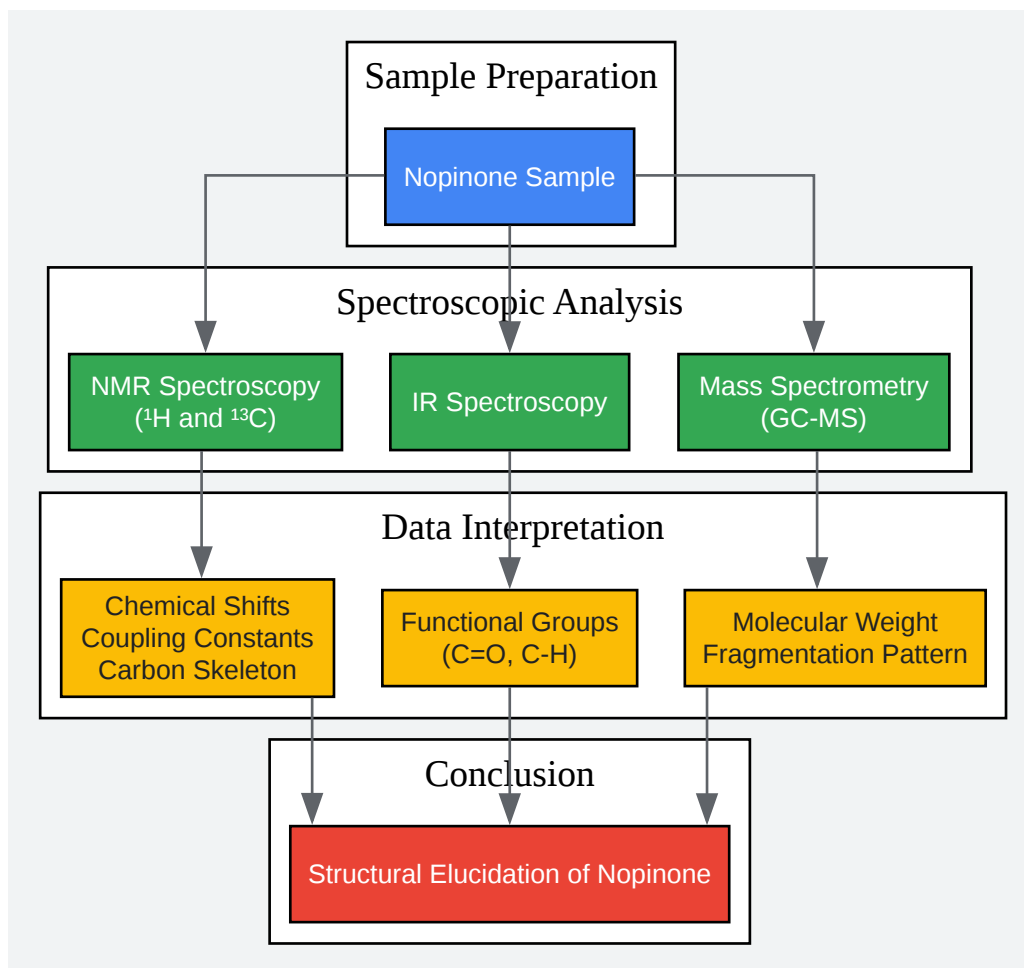 Sample Preparation
Nopinone Sample
Spectroscopic Analysis
NMR Spectroscopy
(¹H and ¹³C)
IR Spectroscopy
Mass Spectrometry
(GC-MS)
Data Interpretation
Chemical Shifts
Coupling Constants
Carbon Skeleton
Functional Groups
(C=O, C-H)
Molecular Weight
Fragmentation Pattern
Conclusion
Structural Elucidation of Nopinone